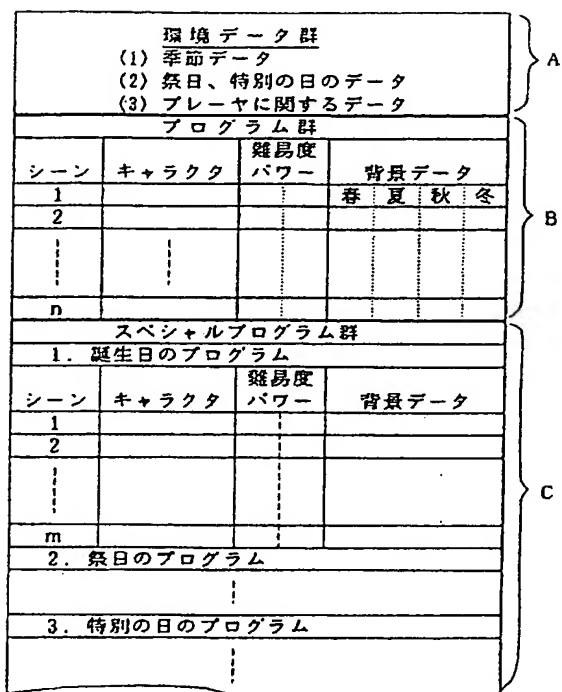 環境データ群
(1) 季節データ
(2) 祭日、特別の日のデータ
(3) プレーヤに関するデータ
A
プログラム群
シーン キャラクタ 難易度 パワー 背景データ
1 春 夏 秋 冬
2
n
B
スペシャルプログラム群
1. 誕生日のプログラム
シーン キャラクタ 難易度 パワー 背景データ
1
2
m
C
2. 祭日のプログラム
3. 特別の日のプログラム